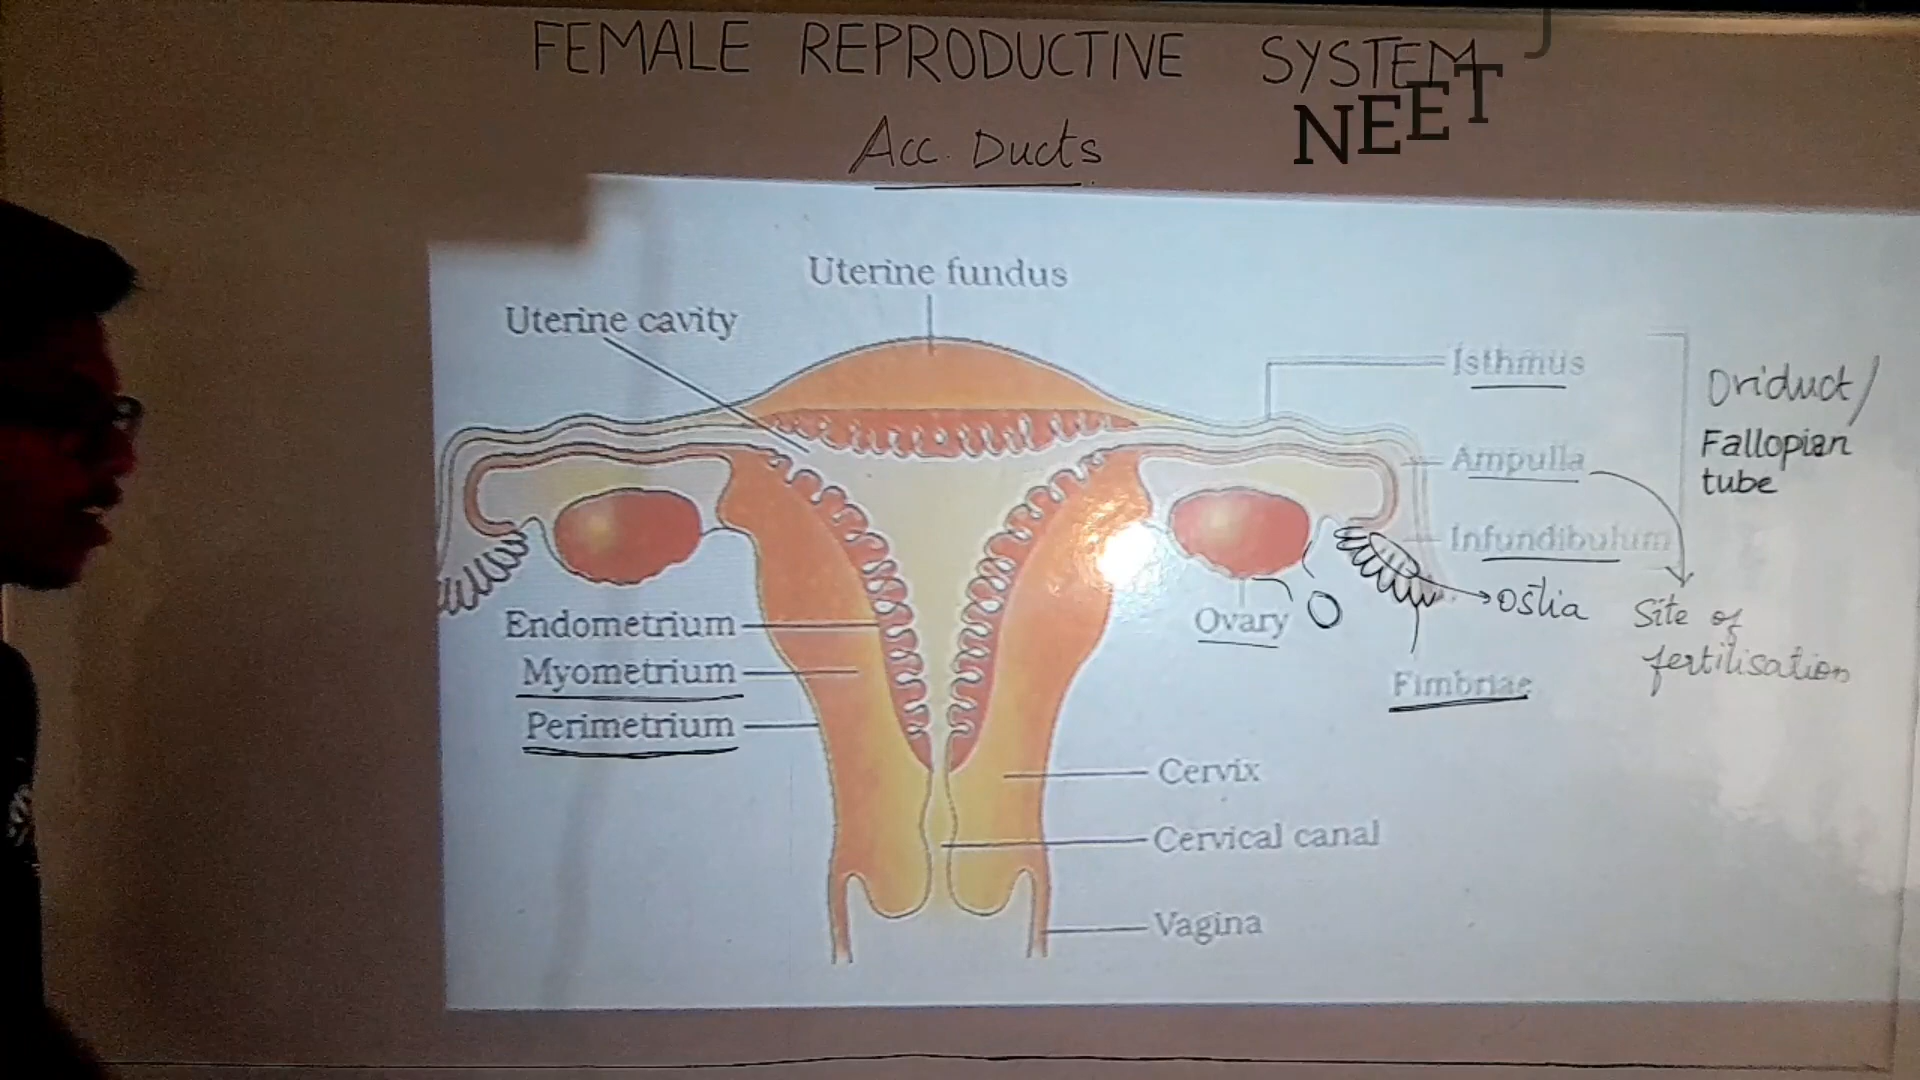 FEMALE REPRODUCTIVE SYSTEM
NEET
Acc. Ducts
Uterine fundus
Uterine cavity
Isthmus
Oviduct/
Fallopian
tube
Ampulla
Infundibulum
Ostia
Site of
fertilisation
Ovary
Fimbriae
Endometrium
Myometrium
Perimetrium
Cervix
Cervical canal
Vagina